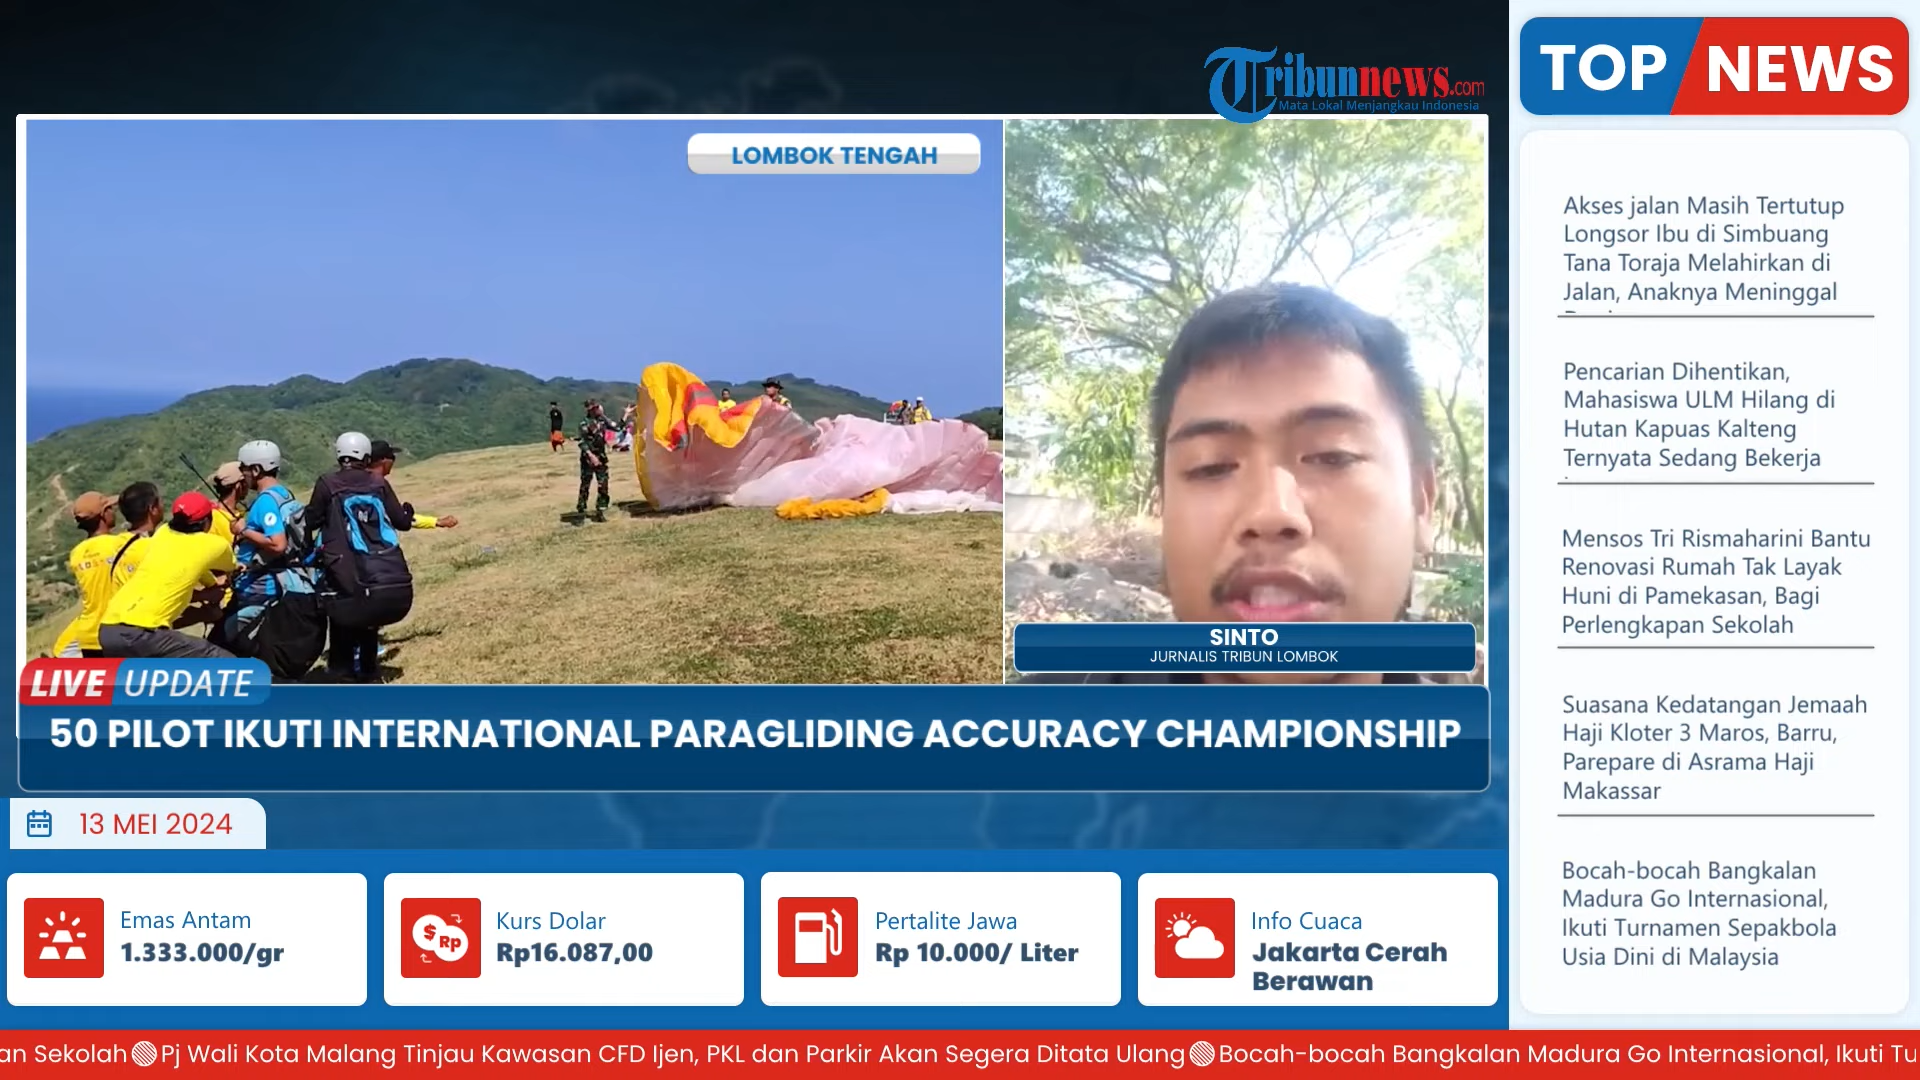 Tribunnews.com
Mata Lokal Menjangkau Indonesia
TOP NEWS
LOMBOK TENGAH
SINTO
JURNALIS TRIBUN LOMBOK
LIVE UPDATE
50 PILOT IKUTI INTERNATIONAL PARAGLIDING ACCURACY CHAMPIONSHIP
13 MEI 2024
Emas Antam
1.333.000/gr
Kurs Dolar
Rp16.087,00
Pertalite Jawa
Rp 10.000/ Liter
Info Cuaca
Jakarta Cerah
Berawan
Akses jalan Masih Tertutup
Longsor Ibu di Simbuang
Tana Toraja Melahirkan di
Jalan, Anaknya Meninggal
Pencarian Dihentikan,
Mahasiswa ULM Hilang di
Hutan Kapuas Kalteng
Ternyata Sedang Bekerja
Mensos Tri Rismaharini Bantu
Renovasi Rumah Tak Layak
Huni di Pamekasan, Bagi
Perlengkapan Sekolah
Suasana Kedatangan Jemaah
Haji Kloter 3 Maros, Barru,
Parepare di Asrama Haji
Makassar
Bocah-bocah Bangkalan
Madura Go Internasional,
Ikuti Turnamen Sepakbola
Usia Dini di Malaysia
an Sekolah Pj Wali Kota Malang Tinjau Kawasan CFD Ijen, PKL dan Parkir Akan Segera Ditata Ulang Bocah-bocah Bangkalan Madura Go Internasional, Ikuti Tu